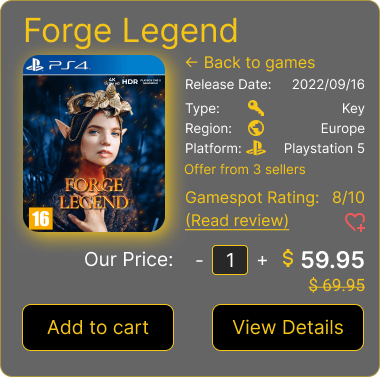 Forge Legend
PS4
HDR
FORGE
LEGEND
16
← Back to games
Release Date: 2022/09/16
Type: Key
Region: Europe
Platform: Playstation 5
Offer from 3 sellers
Gamespot Rating: 8/10
(Read review)
Our Price: - 1 + $ 59.95
$ 69.95
Add to cart
View Details